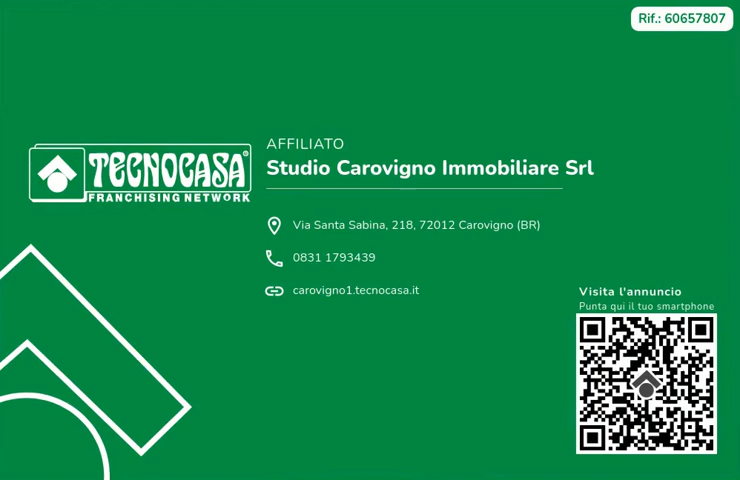 Rif.: 60657807
TECNOCASA®
FRANCHISING NETWORK
AFFILIATO
Studio Carovigno Immobiliare Srl
Via Santa Sabina, 218, 72012 Carovigno (BR)
0831 1793439
carovigno1.tecnocasa.it
Visita l'annuncio
Punta qui il tuo smartphone